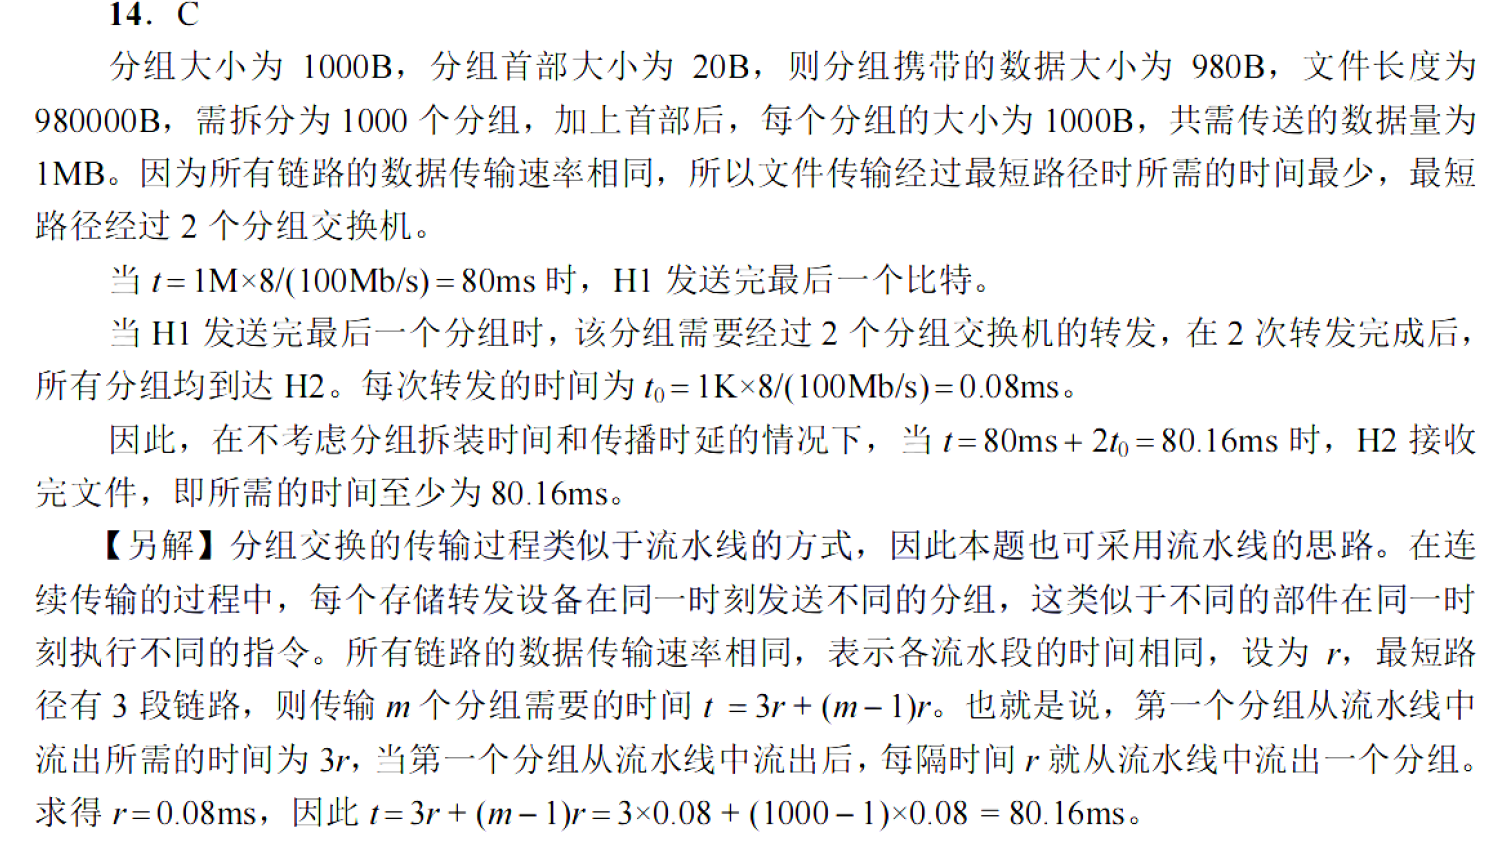 14．C
分组大小为 1000B，分组首部大小为 20B，则分组携带的数据大小为 980B，文件长度为
980000B，需拆分为 1000 个分组，加上首部后，每个分组的大小为 1000B，共需传送的数据量为
1MB。因为所有链路的数据传输速率相同，所以文件传输经过最短路径时所需的时间最少，最短
路径经过 2 个分组交换机。
当 t = 1M×8/(100Mb/s) = 80ms 时，H1 发送完最后一个比特。
当 H1 发送完最后一个分组时，该分组需要经过 2 个分组交换机的转发，在 2 次转发完成后，
所有分组均到达 H2。每次转发的时间为 t₀ = 1K×8/(100Mb/s) = 0.08ms。
因此，在不考虑分组拆装时间和传播时延的情况下，当 t = 80ms + 2t₀ = 80.16ms 时，H2 接收
完文件，即所需的时间至少为 80.16ms。
【另解】分组交换的传输过程类似于流水线的方式，因此本题也可采用流水线的思路。在连
续传输的过程中，每个存储转发设备在同一时刻发送不同的分组，这类似于不同的部件在同一时
刻执行不同的指令。所有链路的数据传输速率相同，表示各流水段的时间相同，设为 r，最短路
径有 3 段链路，则传输 m 个分组需要的时间 t = 3r + (m − 1)r。也就是说，第一个分组从流水线中
流出所需的时间为 3r，当第一个分组从流水线中流出后，每隔时间 r 就从流水线中流出一个分组。
求得 r = 0.08ms，因此 t = 3r + (m − 1)r = 3×0.08 + (1000 − 1)×0.08 = 80.16ms。